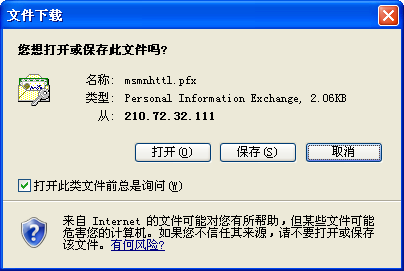 文件下载
您想打开或保存此文件吗?
名称: msmnhttl.pfx
类型: Personal Information Exchange, 2.06KB
从: 210.72.32.111
打开(O) 保存(S) 取消
打开此类文件前总是询问(W)
来自 Internet 的文件可能对您有所帮助，但某些文件可能
危害您的计算机。如果您不信任其来源，请不要打开或保存
该文件。有何风险?